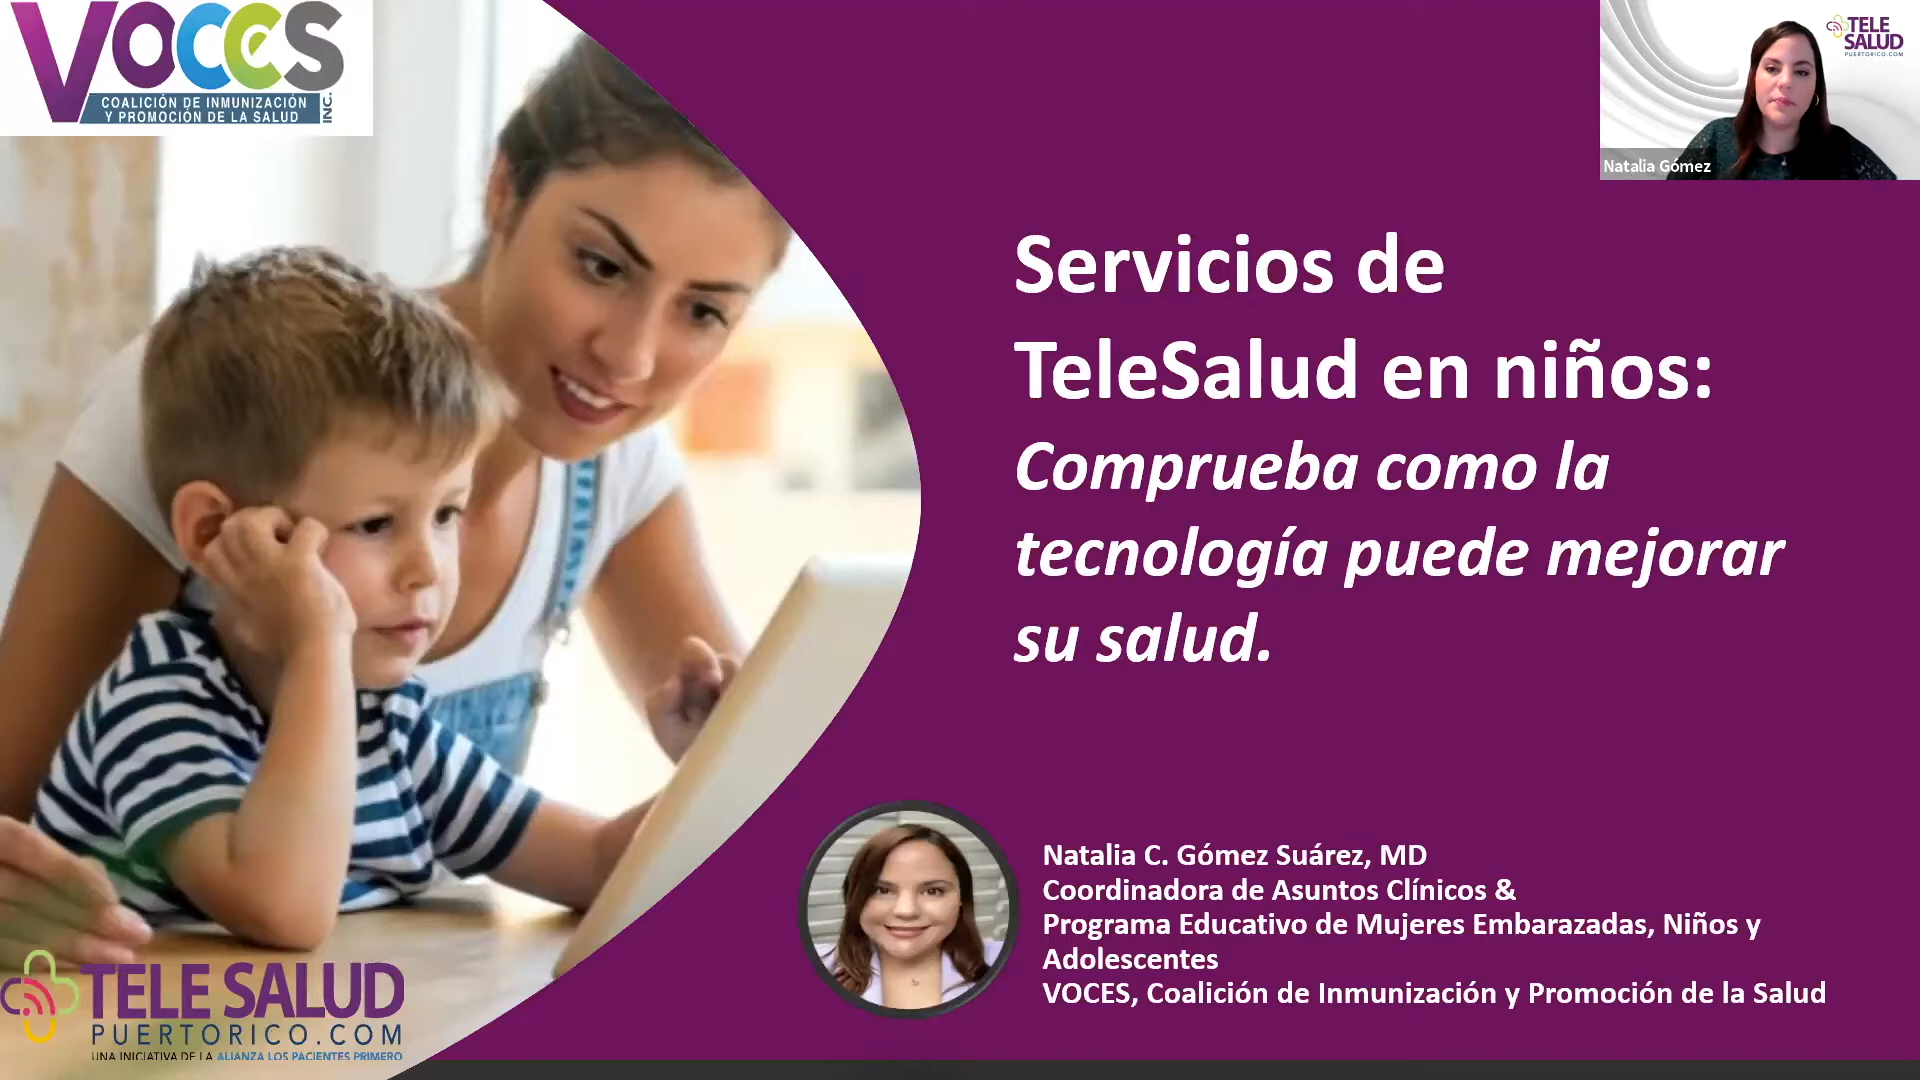 VOCES INC.
COALICIÓN DE INMUNIZACIÓN
Y PROMOCIÓN DE LA SALUD
TELE
SALUD
PUERTORICO.COM
Natalia Gómez
Servicios de
TeleSalud en niños:
Comprueba como la
tecnología puede mejorar
su salud.
Natalia C. Gómez Suárez, MD
Coordinadora de Asuntos Clínicos &
Programa Educativo de Mujeres Embarazadas, Niños y
Adolescentes
VOCES, Coalición de Inmunización y Promoción de la Salud
TELE SALUD
PUERTORICO.COM
UNA INICIATIVA DE LA ALIANZA LOS PACIENTES PRIMERO